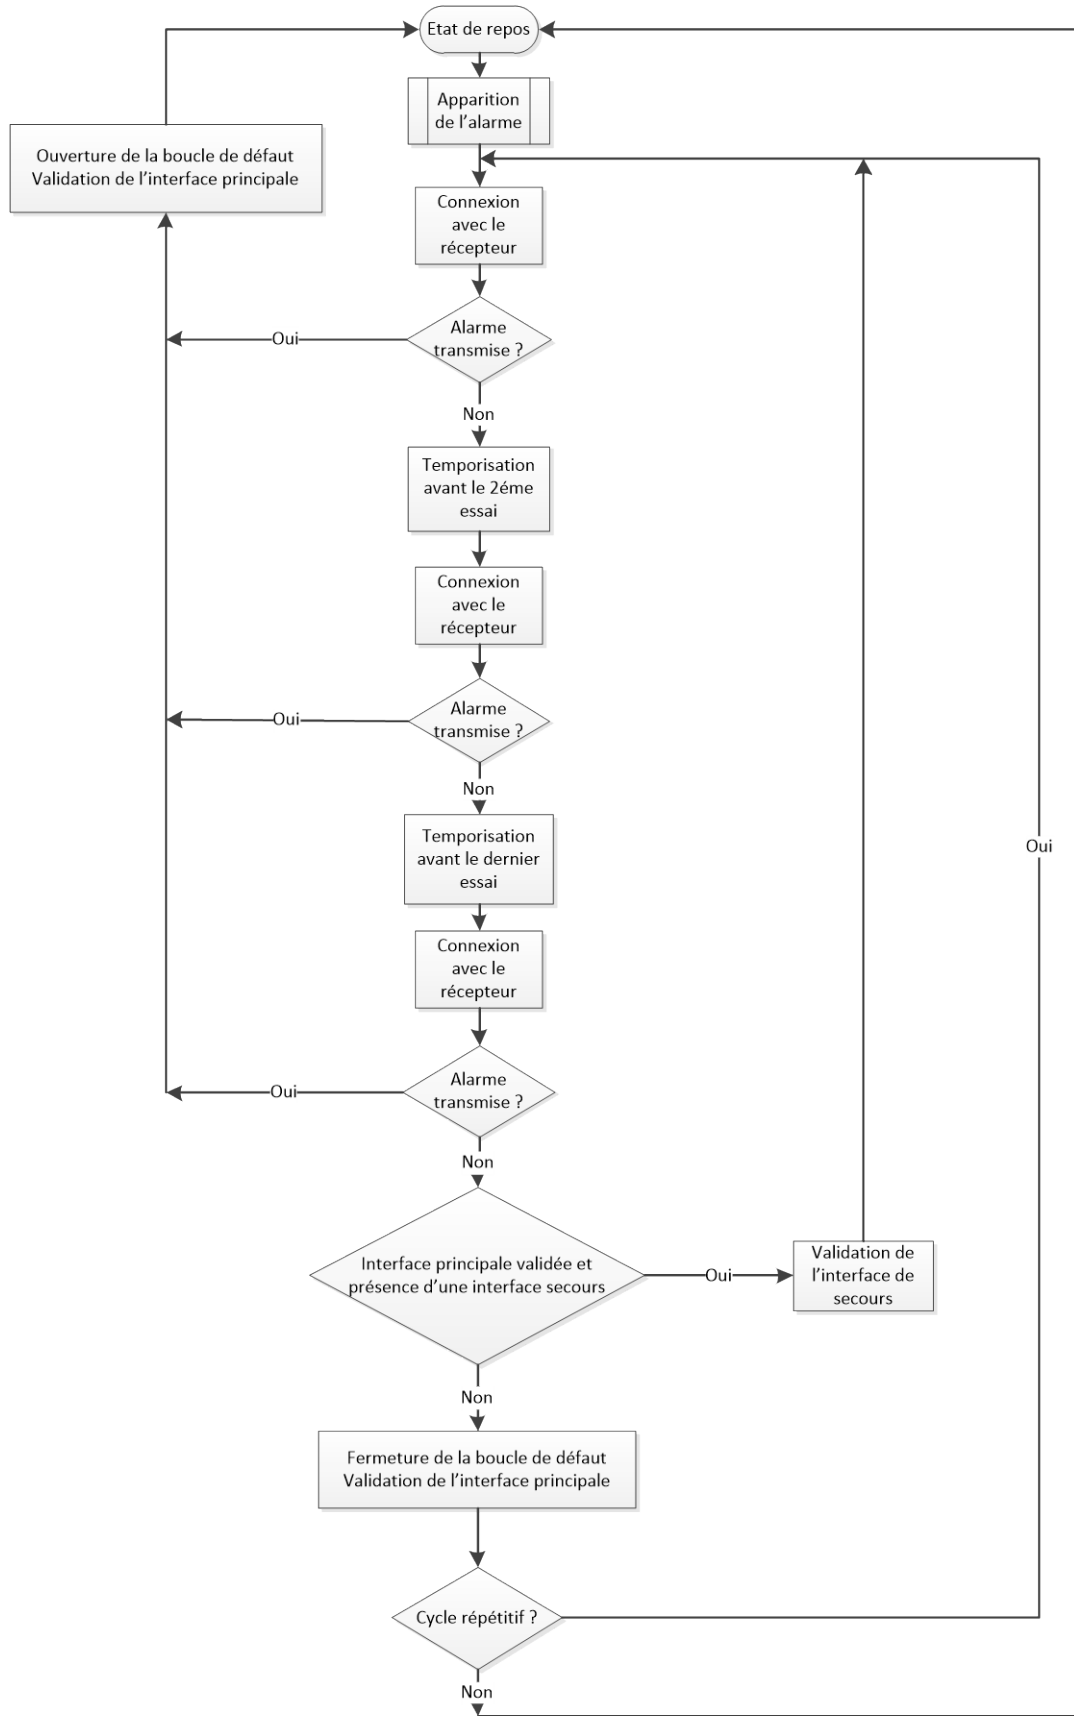 Etat de repos
Apparition
de l'alarme
Ouverture de la boucle de défaut
Validation de l'interface principale
Connexion
avec le
récepteur
Alarme
transmise ?
Oui
Non
Temporisation
avant le 2éme
essai
Connexion
avec le
récepteur
Alarme
transmise ?
Oui
Non
Temporisation
avant le dernier
essai
Oui
Connexion
avec le
récepteur
Alarme
transmise ?
Oui
Non
Interface principale validée et
présence d'une interface secours
Oui
Validation de
l'interface de
secours
Non
Fermeture de la boucle de défaut
Validation de l'interface principale
Cycle répétitif ?
Non